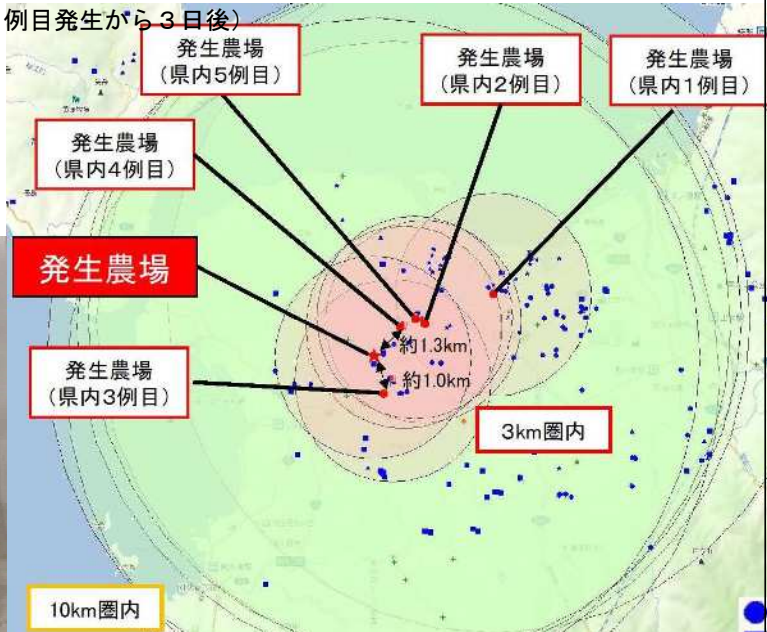 例目発生から３日後）
発生農場
（県内5例目）
発生農場
（県内2例目）
発生農場
（県内1例目）
発生農場
（県内4例目）
発生農場
約1.3km
約1.0km
発生農場
（県内3例目）
3km圏内
10km圏内